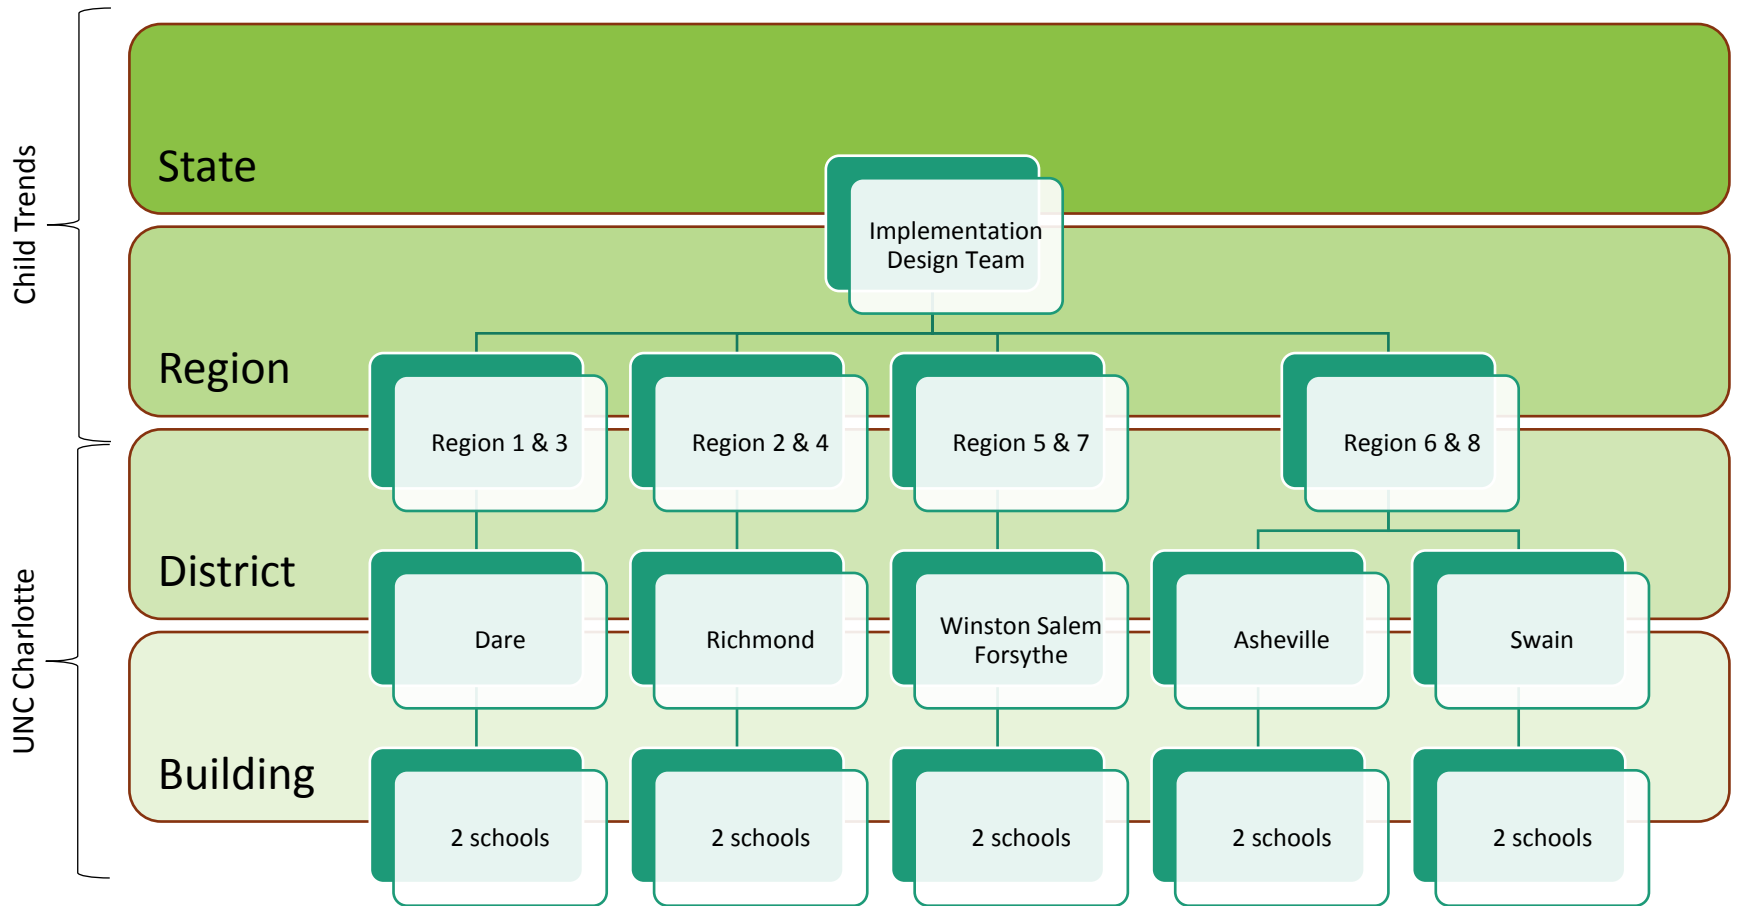 Child Trends
State
Implementation
Design Team
Region
Region 1 & 3
Region 2 & 4
Region 5 & 7
Region 6 & 8
UNC Charlotte
District
Dare
Richmond
Winston Salem
Forsythe
Asheville
Swain
Building
2 schools
2 schools
2 schools
2 schools
2 schools